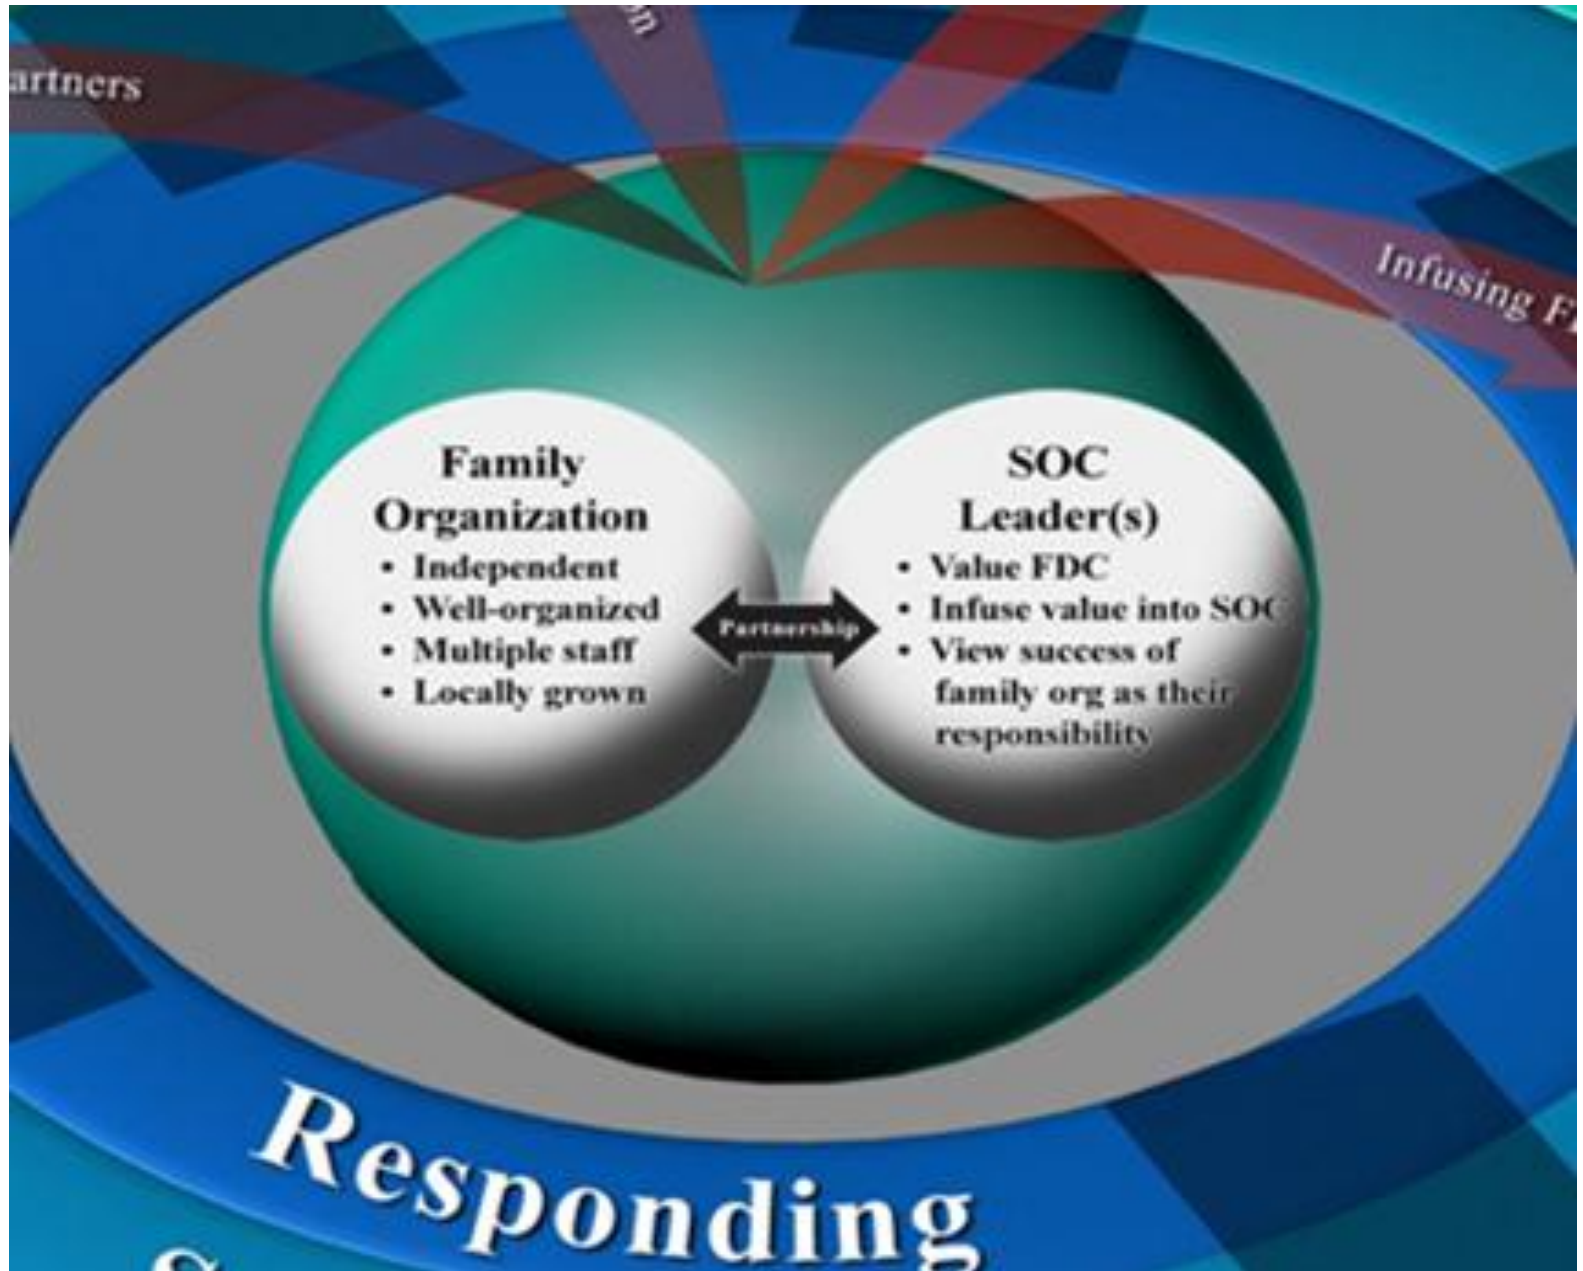 artners
on
Infusing F
Family
Organization
• Independent
• Well-organized
• Multiple staff
• Locally grown
Partnership
SOC
Leader(s)
• Value FDC
• Infuse value into SOC
• View success of
family org as their
responsibility
Responding